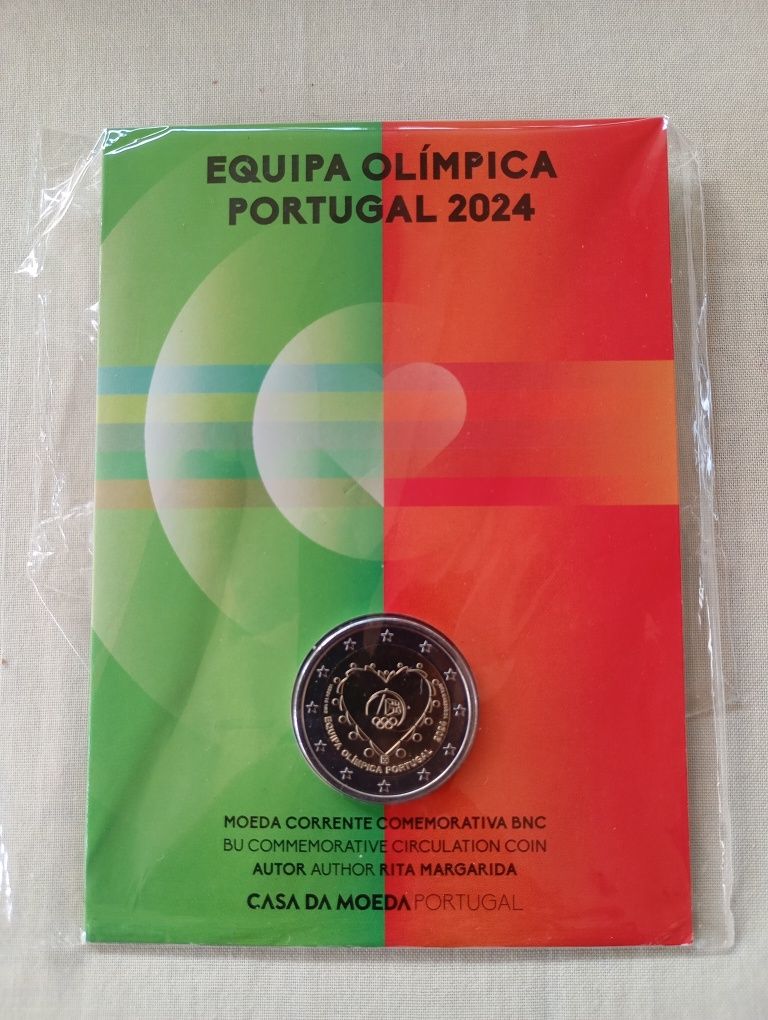 EQUIPA OLÍMPICA
PORTUGAL 2024
EQUIPA OLÍMPICA PORTUGAL
MOEDA CORRENTE COMEMORATIVA BNC
BU COMMEMORATIVE CIRCULATION COIN
AUTOR AUTHOR RITA MARGARIDA
CASA DA MOEDA PORTUGAL